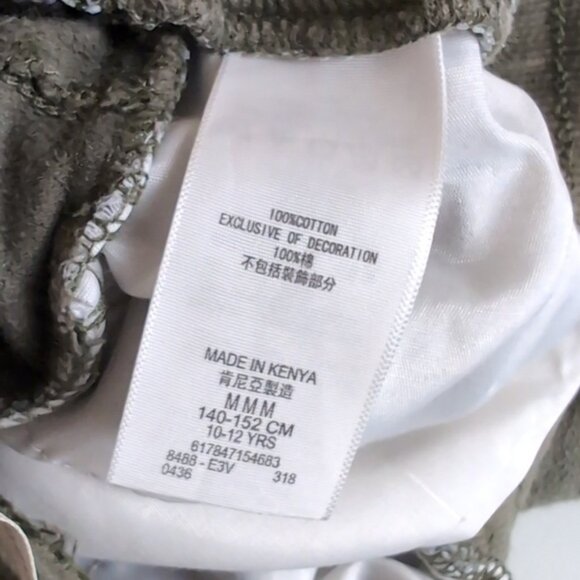 100%COTTON
EXCLUSIVE OF DECORATION
100%棉
不包括裝飾部分
MADE IN KENYA
肯尼亞製造
M M M
140-152 CM
10-12 YRS
617847154683
8488 - E3V 318
0436